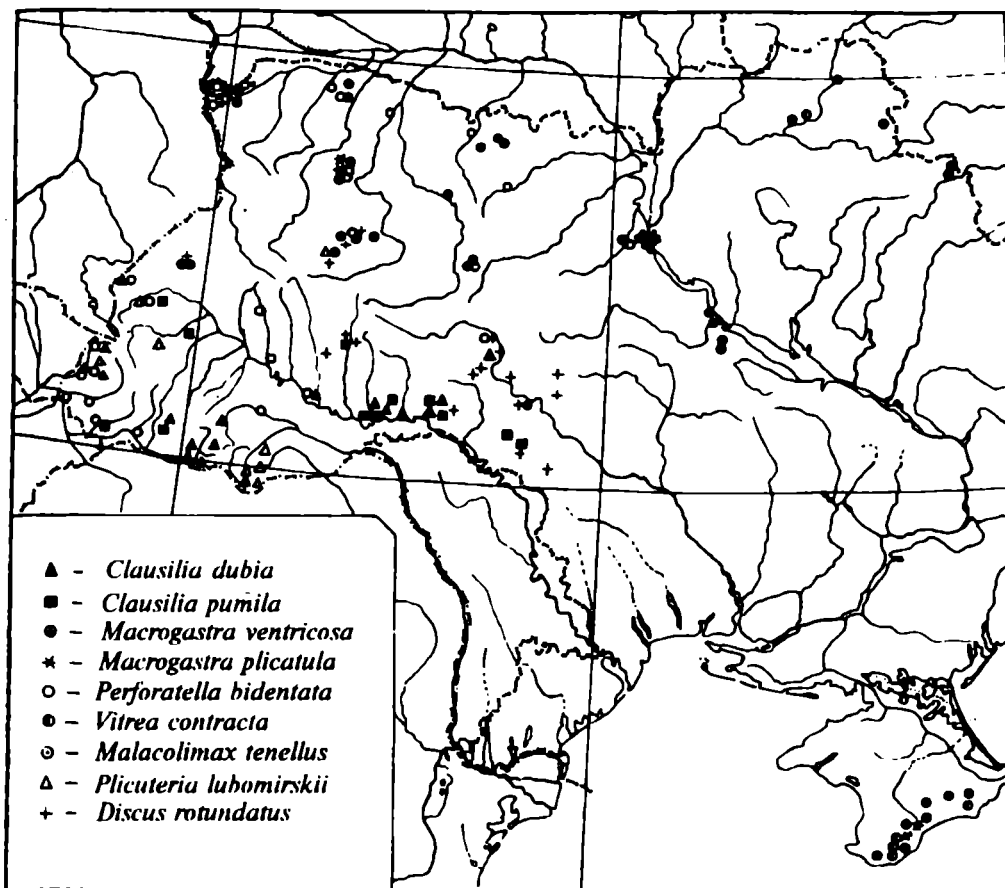 ▲ - Clausilia dubia
■ - Clausilia pumila
● - Macrogastra ventricosa
✶ - Macrogastra plicatula
○ - Perforatella bidentata
◐ - Vitrea contracta
⊙ - Malacolimax tenellus
△ - Plicuteria lubomirskii
+ - Discus rotundatus